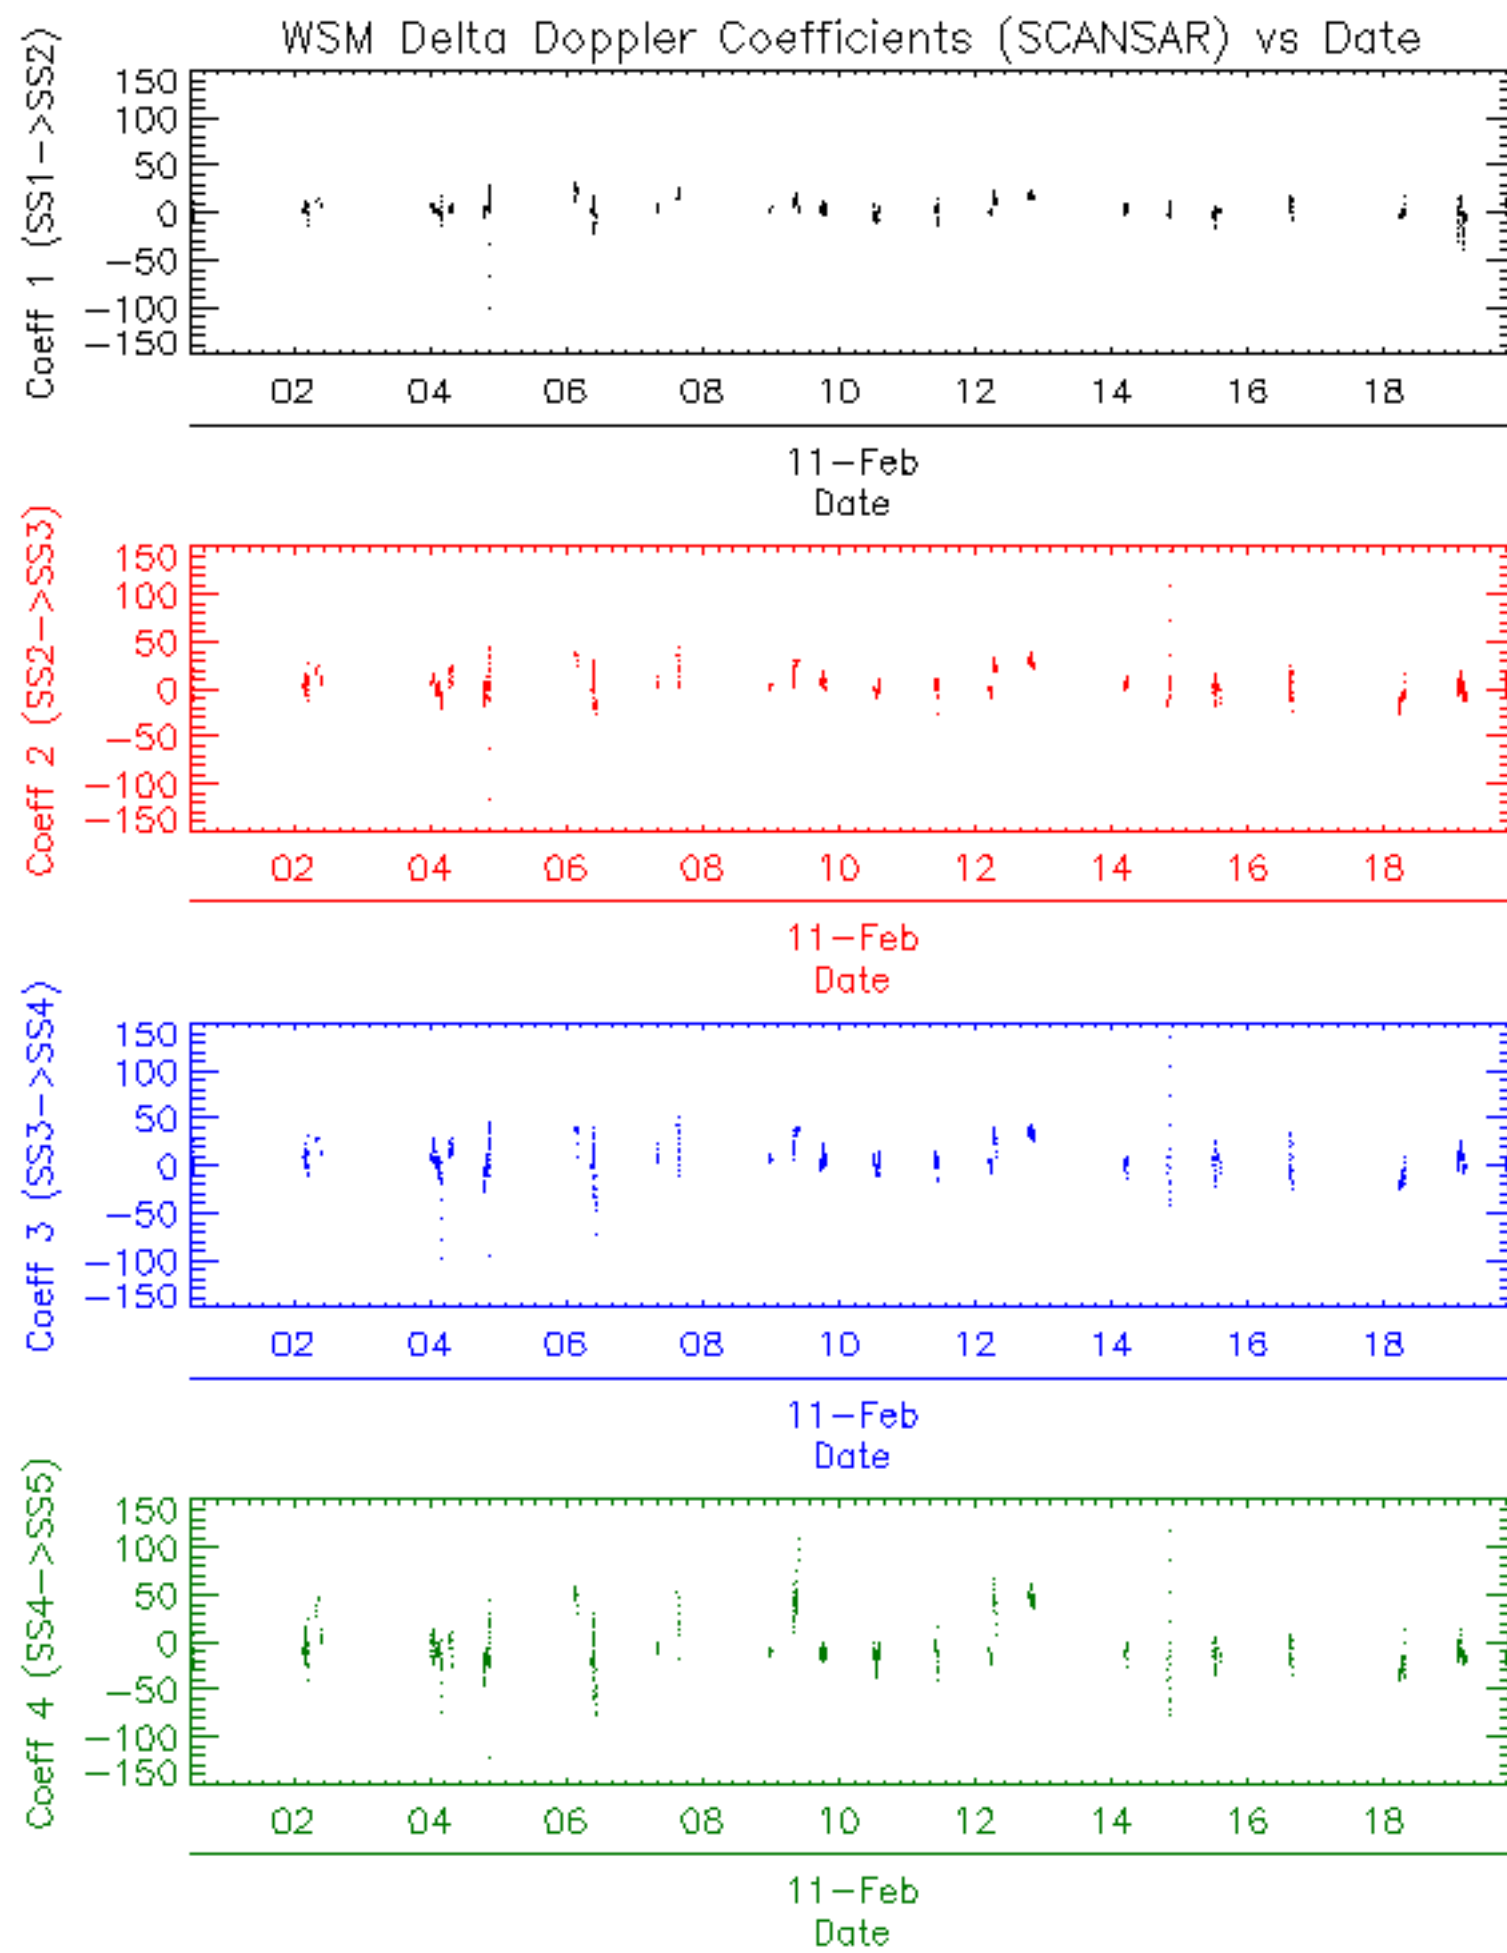 WSM Delta Doppler Coefficients (SCANSAR) vs Date
Coeff 1 (SS1->SS2)
150
100
50
0
-50
-100
-150
02 04 06 08 10 12 14 16 18
11-Feb
Date
Coeff 2 (SS2->SS3)
150
100
50
0
-50
-100
-150
02 04 06 08 10 12 14 16 18
11-Feb
Date
Coeff 3 (SS3->SS4)
150
100
50
0
-50
-100
-150
02 04 06 08 10 12 14 16 18
11-Feb
Date
Coeff 4 (SS4->SS5)
150
100
50
0
-50
-100
-150
02 04 06 08 10 12 14 16 18
11-Feb
Date